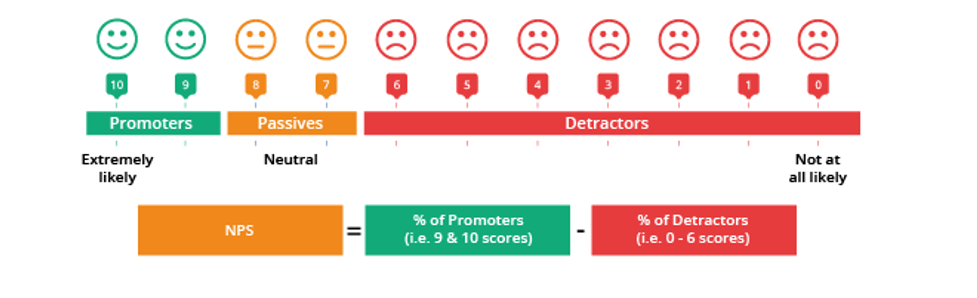 10 9 8 7 6 5 4 3 2 1 0
Promoters Passives Detractors
Extremely
likely
Neutral
Not at
all likely
NPS
=
% of Promoters
(i.e. 9 & 10 scores)
-
% of Detractors
(i.e. 0 - 6 scores)